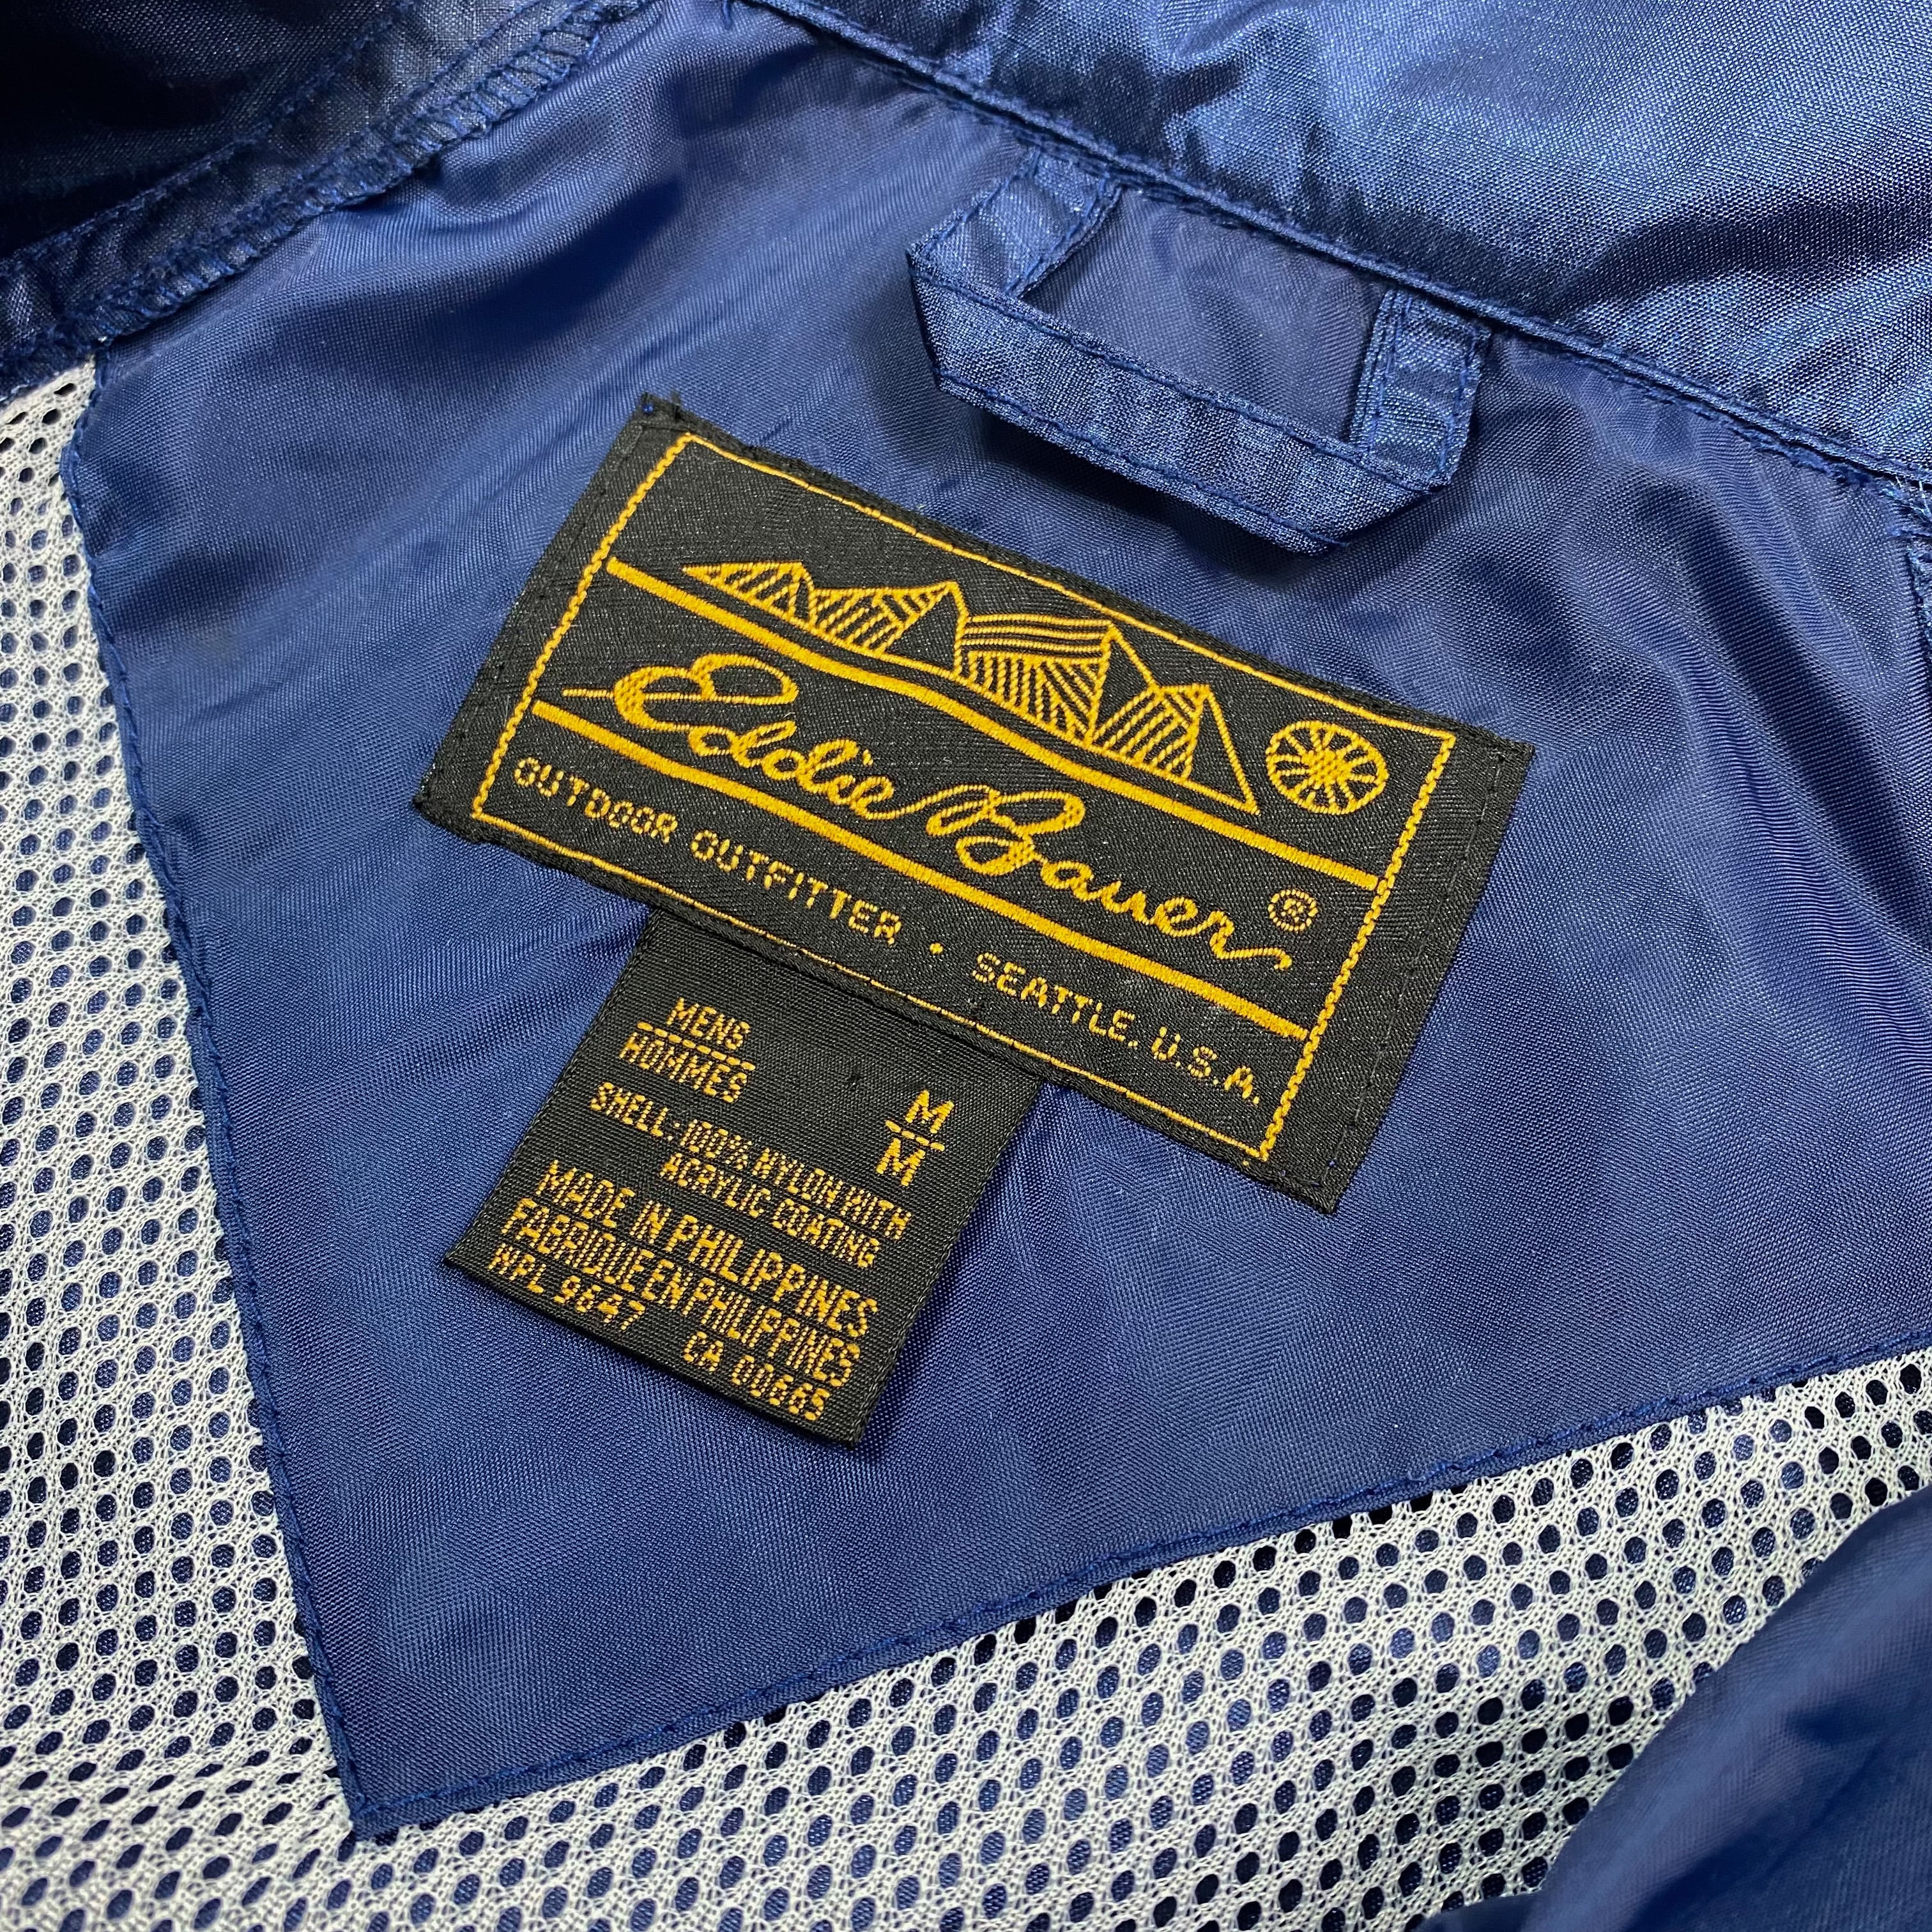 Eddie Bauer®
OUTDOOR OUTFITTER · SEATTLE, U.S.A.
MENS M
HOMMES M
SHELL: 100% NYLON WITH
ACRYLIC COATING
MADE IN PHILIPPINES
FABRIQUE EN PHILIPPINES
WPL 9647 CA 00665